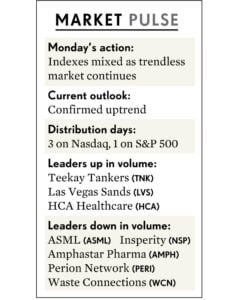 MARKET PULSE
Monday's action:
Indexes mixed as trendless
market continues
Current outlook:
Confirmed uptrend
Distribution days:
3 on Nasdaq, 1 on S&P 500
Leaders up in volume:
Teekay Tankers (TNK)
Las Vegas Sands (LVS)
HCA Healthcare (HCA)
Leaders down in volume:
ASML (ASML) Insperity (NSP)
Amphastar Pharma (AMPH)
Perion Network (PERI)
Waste Connections (WCN)